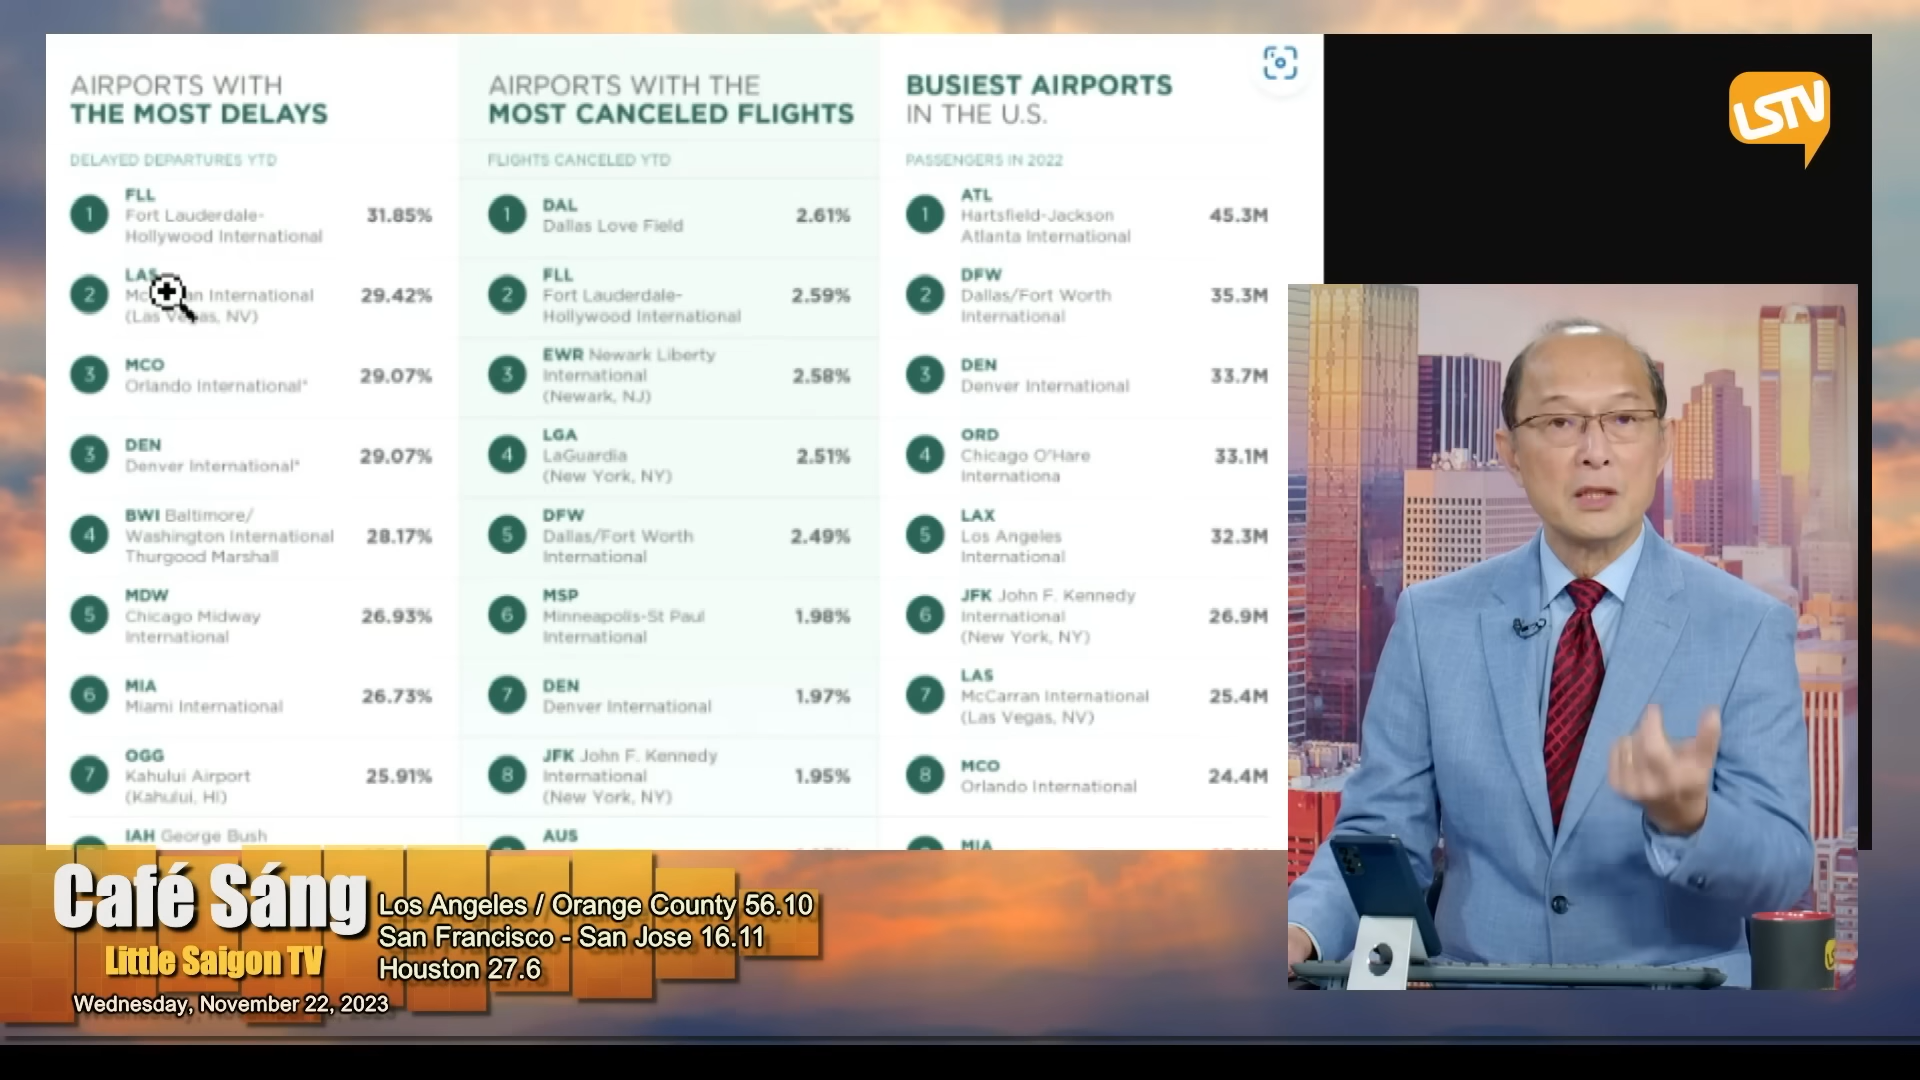 AIRPORTS WITH
THE MOST DELAYS
DELAYED DEPARTURES YTD
1
FLL
Fort Lauderdale-
Hollywood International
31.85%
2
LAS
International
(Las Vegas, NV)
29.42%
3
MCO
Orlando International*
29.07%
3
DEN
Denver International*
29.07%
4
BWI Baltimore/
Washington International
Thurgood Marshall
28.17%
5
MDW
Chicago Midway
International
26.93%
6
MIA
Miami International
26.73%
7
OGG
Kahului Airport
(Kahului, HI)
25.91%
IAH George Bush
AIRPORTS WITH THE
MOST CANCELED FLIGHTS
FLIGHTS CANCELED YTD
1
DAL
Dallas Love Field
2.61%
2
FLL
Fort Lauderdale-
Hollywood International
2.59%
3
EWR Newark Liberty
International
(Newark, NJ)
2.58%
4
LGA
LaGuardia
(New York, NY)
2.51%
5
DFW
Dallas/Fort Worth
International
2.49%
6
MSP
Minneapolis-St Paul
International
1.98%
7
DEN
Denver International
1.97%
8
JFK John F. Kennedy
International
(New York, NY)
1.95%
AUS
BUSIEST AIRPORTS
IN THE U.S.
PASSENGERS IN 2022
1
ATL
Hartsfield-Jackson
Atlanta International
45.3M
2
DFW
Dallas/Fort Worth
International
35.3M
3
DEN
Denver International
33.7M
4
ORD
Chicago O'Hare
Internationa
33.1M
5
LAX
Los Angeles
International
32.3M
6
JFK John F. Kennedy
International
(New York, NY)
26.9M
7
LAS
McCarran International
(Las Vegas, NV)
25.4M
8
MCO
Orlando International
24.4M
MIA
LSTV
Café Sáng
Little Saigon TV
Wednesday, November 22, 2023
Los Angeles / Orange County 56.10
San Francisco - San Jose 16.11
Houston 27.6